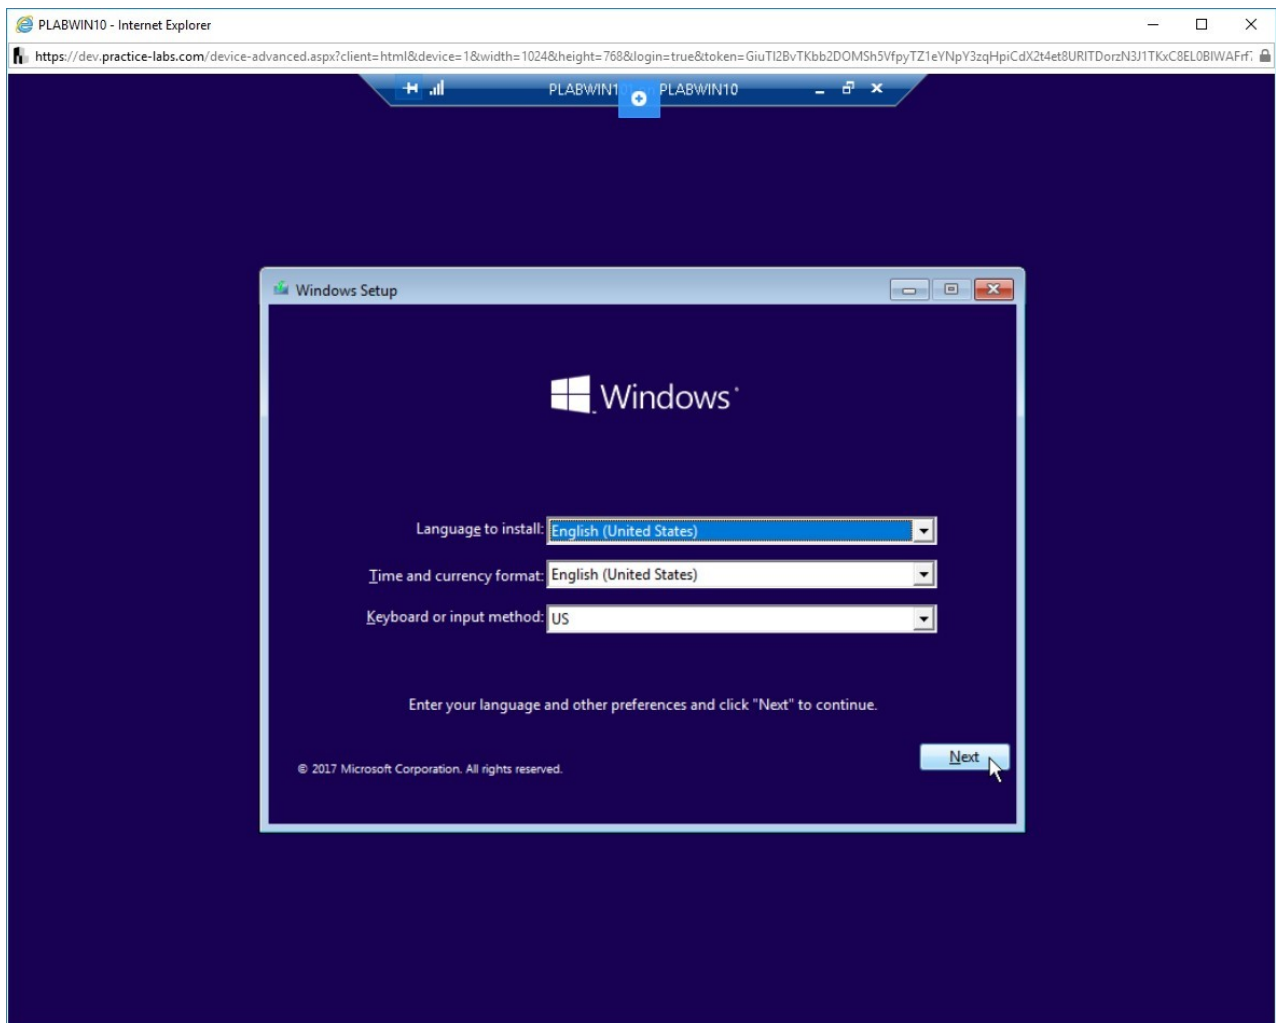 PLABWIN10 - Internet Explorer
https://dev.practice-labs.com/device-advanced.aspx?client=html&device=1&width=1024&height=768&login=true&token=
PLABWIN10 PLABWIN10
Windows Setup
Windows
Language to install: English (United States)
Time and currency format: English (United States)
Keyboard or input method: US
Enter your language and other preferences and click "Next" to continue.
Next
© 2017 Microsoft Corporation. All rights reserved.